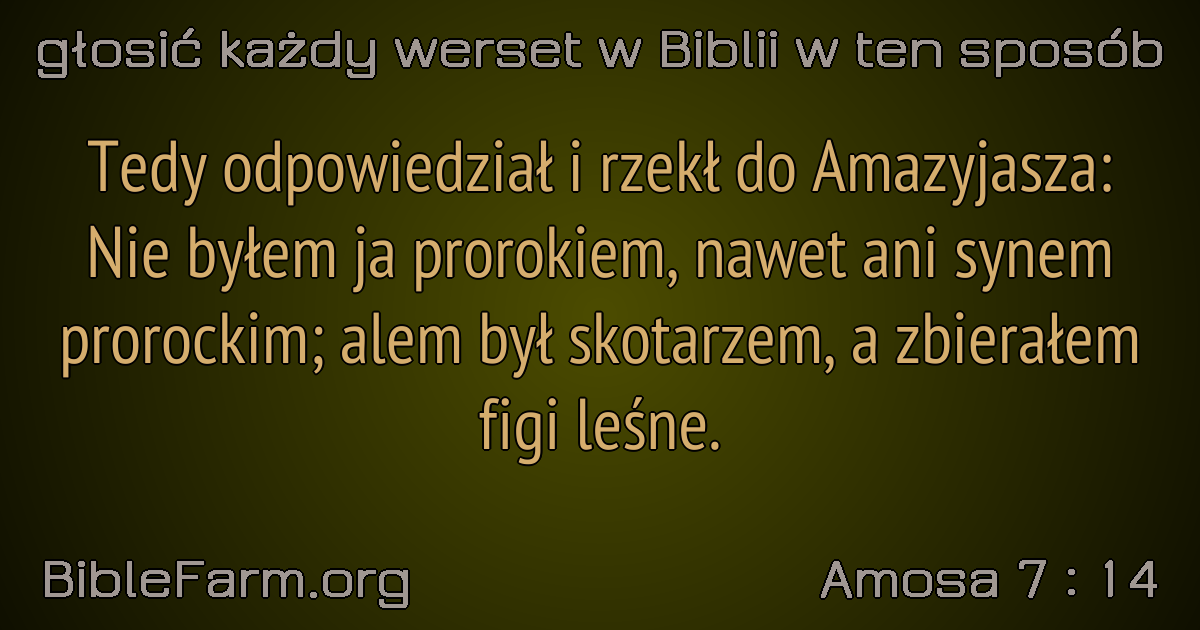 głosić każdy werset w Biblii w ten sposób
Tedy odpowiedział i rzekł do Amazyjasza:
Nie byłem ja prorokiem, nawet ani synem
prorockim; alem był skotarzem, a zbierałem
figi leśne.
BibleFarm.org
Amosa 7 : 14